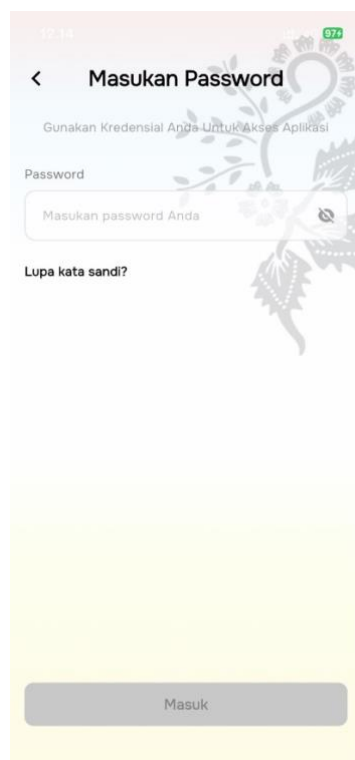 12.14
97
Masukan Password
Gunakan Kredensial Anda Untuk Akses Aplikasi
Password
Masukan password Anda
Lupa kata sandi?
Masuk